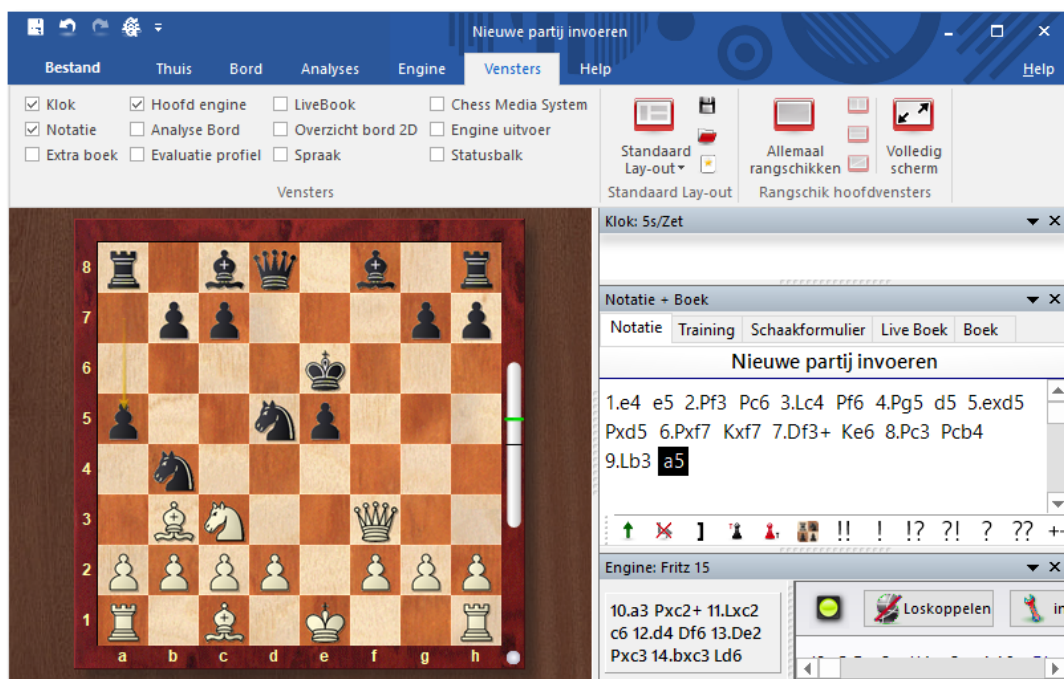 Nieuwe partij invoeren
Bestand Thuis Bord Analyses Engine Vensters Help Help
Klok Hoofd engine LiveBook Chess Media System
Notatie Analyse Bord Overzicht bord 2D Engine uitvoer
Extra boek Evaluatie profiel Spraak Statusbalk
Vensters
Standaard
Lay-out
Standaard Lay-out
Allemaal
rangschikken
Volledig
scherm
Rangschik hoofdvensters
Klok: 5s/Zet
Notatie + Boek
Notatie Training Schaakformulier Live Boek Boek
Nieuwe partij invoeren
1.e4 e5 2.Pf3 Pc6 3.Lc4 Pf6 4.Pg5 d5 5.exd5
Pxd5 6.Pxf7 Kxf7 7.Df3+ Ke6 8.Pc3 Pcb4
9.Lb3 a5
] !! ! !? ?! ? ?? +-
Engine: Fritz 15
10.a3 Pxc2+ 11.Lxc2
c6 12.d4 Df6 13.De2
Pxc3 14.bxc3 Ld6
Loskoppelen
in
8
7
6
5
4
3
2
1
a b c d e f g h